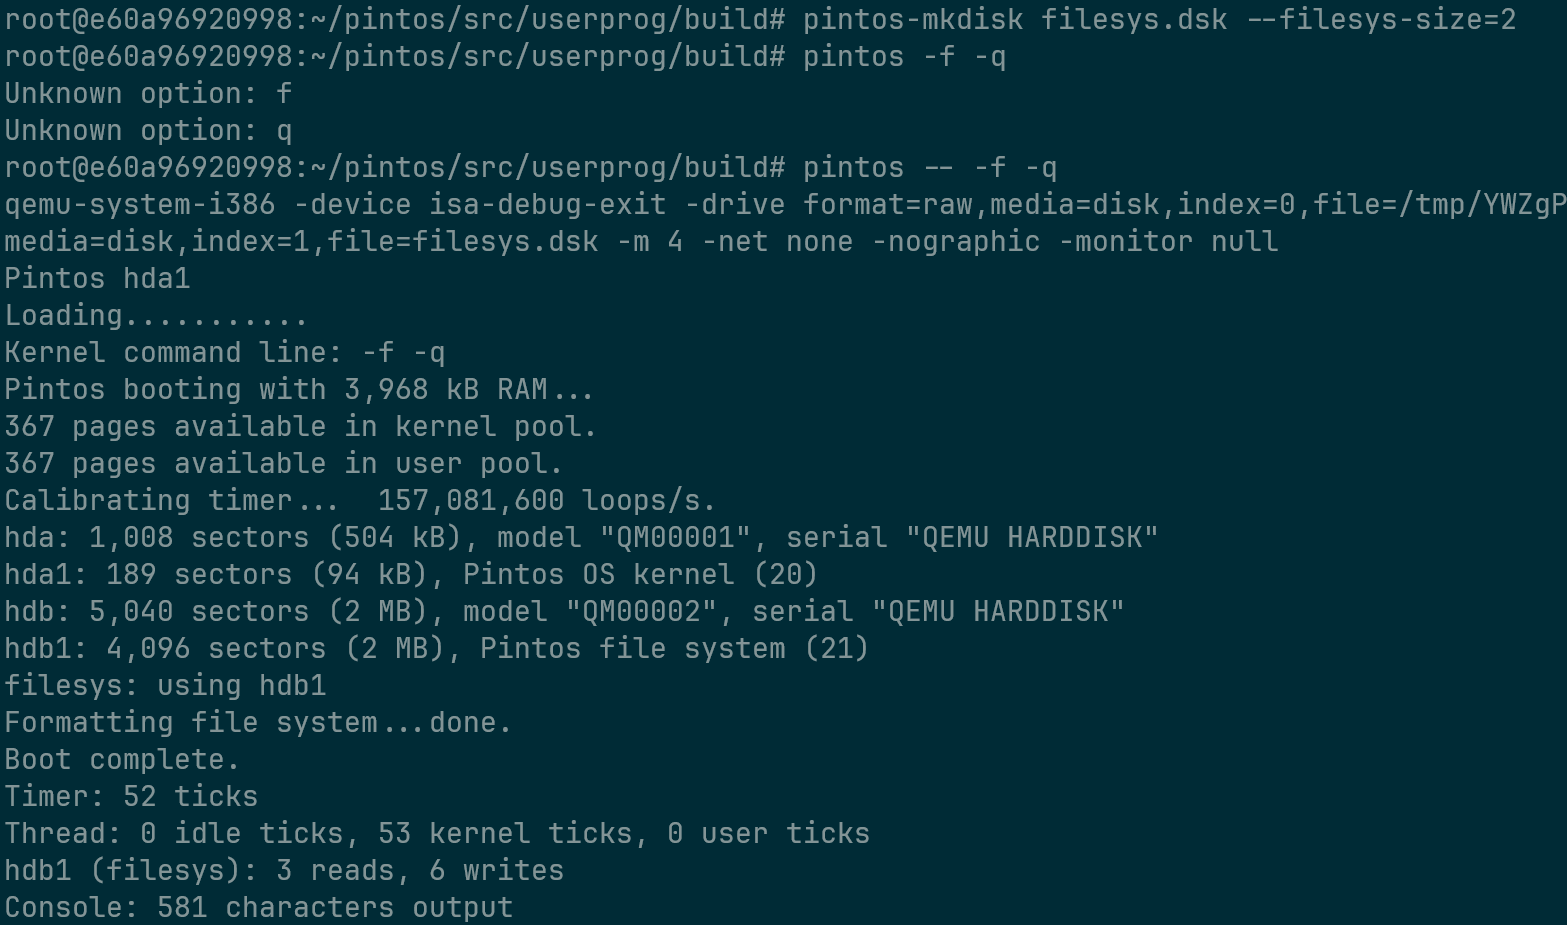 root@e60a96920998:~/pintos/src/userprog/build# pintos-mkdisk filesys.dsk --filesys-size=2
root@e60a96920998:~/pintos/src/userprog/build# pintos -f -q
Unknown option: f
Unknown option: q
root@e60a96920998:~/pintos/src/userprog/build# pintos -- -f -q
qemu-system-i386 -device isa-debug-exit -drive format=raw,media=disk,index=0,file=/tmp/YWZgP
media=disk,index=1,file=filesys.dsk -m 4 -net none -nographic -monitor null
Pintos hda1
Loading...........
Kernel command line: -f -q
Pintos booting with 3,968 kB RAM...
367 pages available in kernel pool.
367 pages available in user pool.
Calibrating timer...  157,081,600 loops/s.
hda: 1,008 sectors (504 kB), model "QM00001", serial "QEMU HARDDISK"
hda1: 189 sectors (94 kB), Pintos OS kernel (20)
hdb: 5,040 sectors (2 MB), model "QM00002", serial "QEMU HARDDISK"
hdb1: 4,096 sectors (2 MB), Pintos file system (21)
filesys: using hdb1
Formatting file system...done.
Boot complete.
Timer: 52 ticks
Thread: 0 idle ticks, 53 kernel ticks, 0 user ticks
hdb1 (filesys): 3 reads, 6 writes
Console: 581 characters output